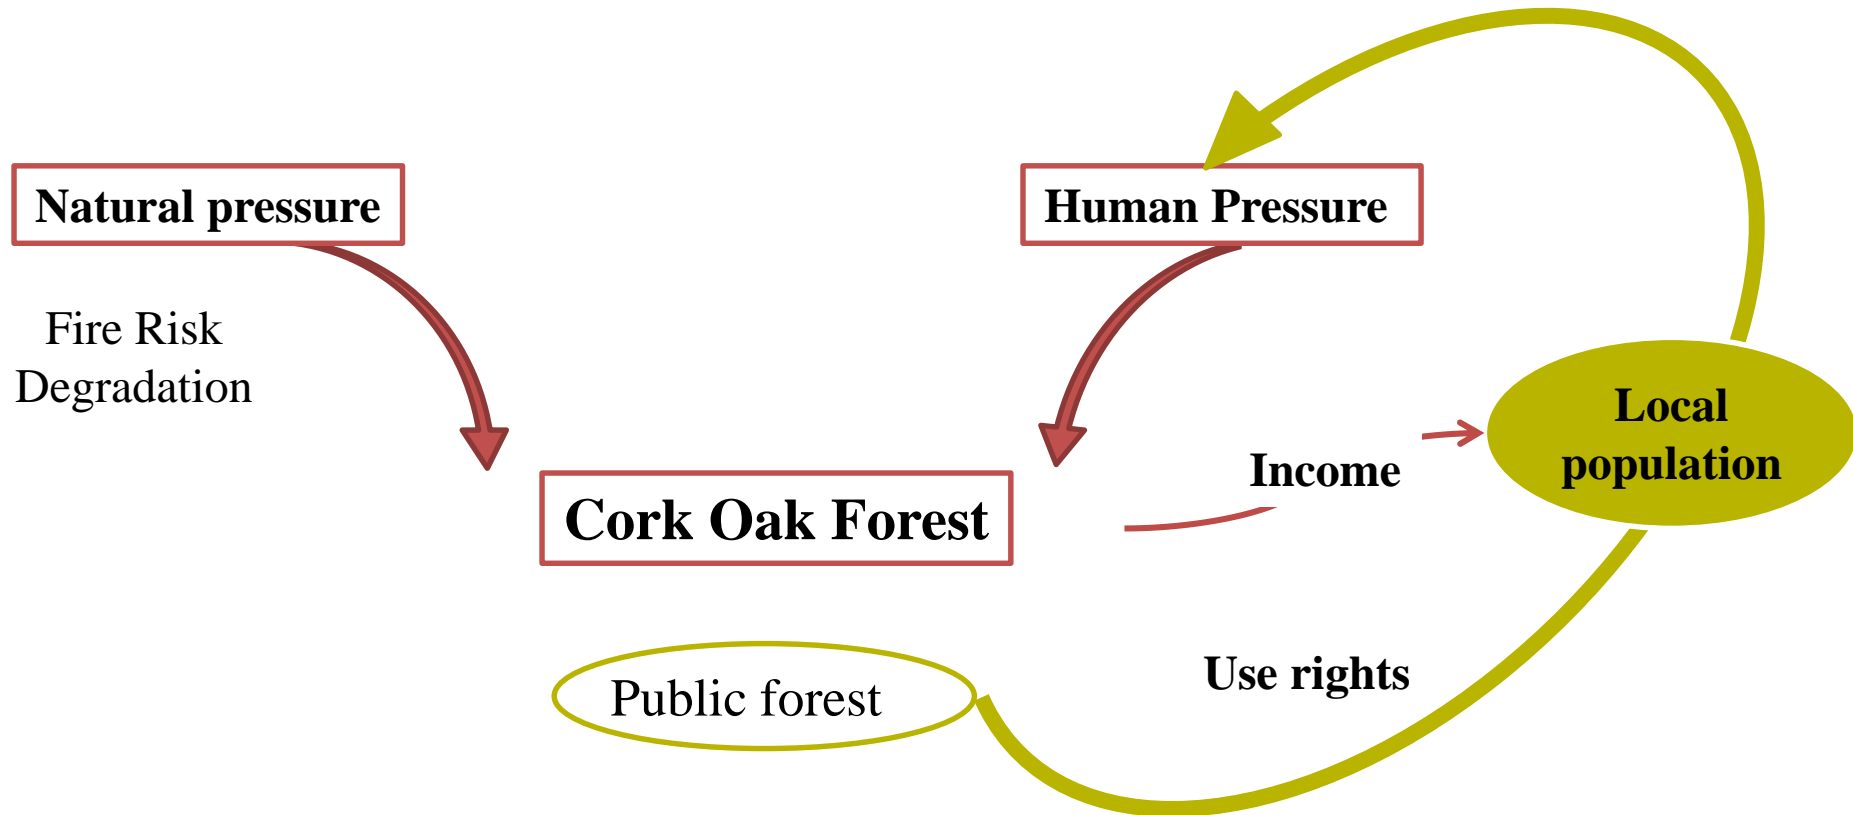 Natural pressure
Human Pressure
Fire Risk
Degradation
Local
population
Income
Cork Oak Forest
Use rights
Public forest